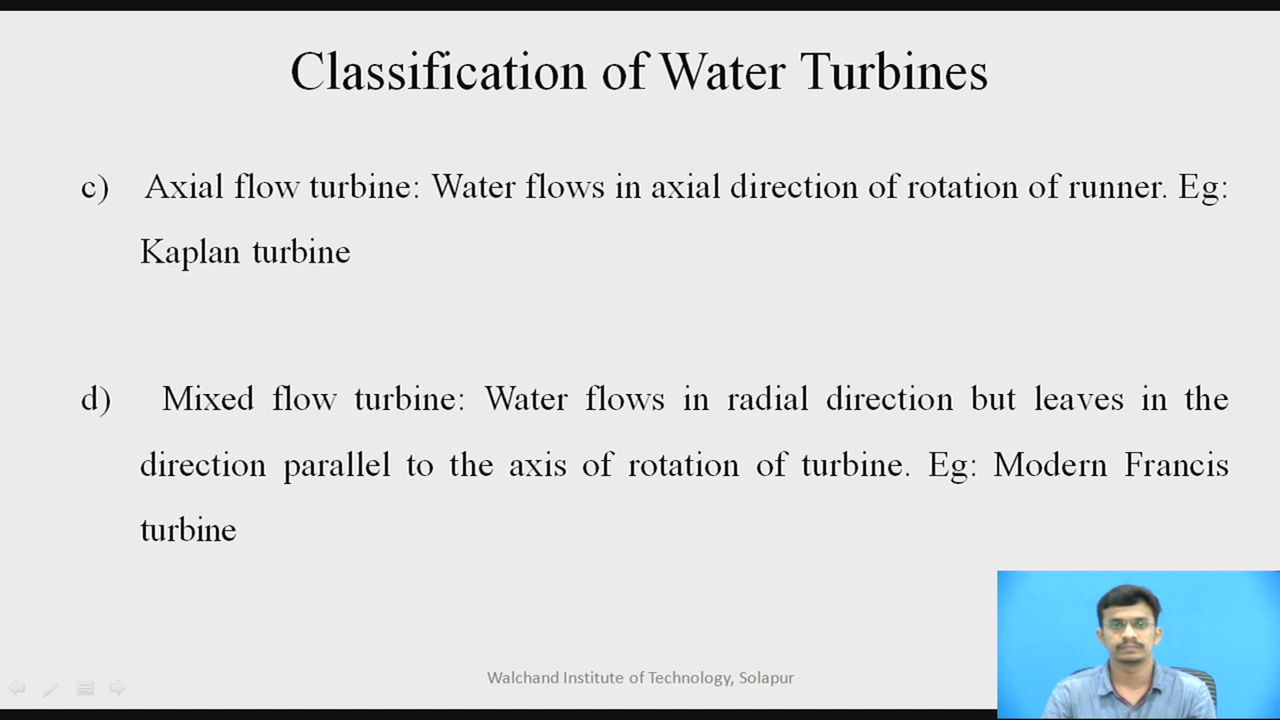 Classification of Water Turbines
c) Axial flow turbine: Water flows in axial direction of rotation of runner. Eg:
Kaplan turbine
d) Mixed flow turbine: Water flows in radial direction but leaves in the
direction parallel to the axis of rotation of turbine. Eg: Modern Francis
turbine
Walchand Institute of Technology, Solapur